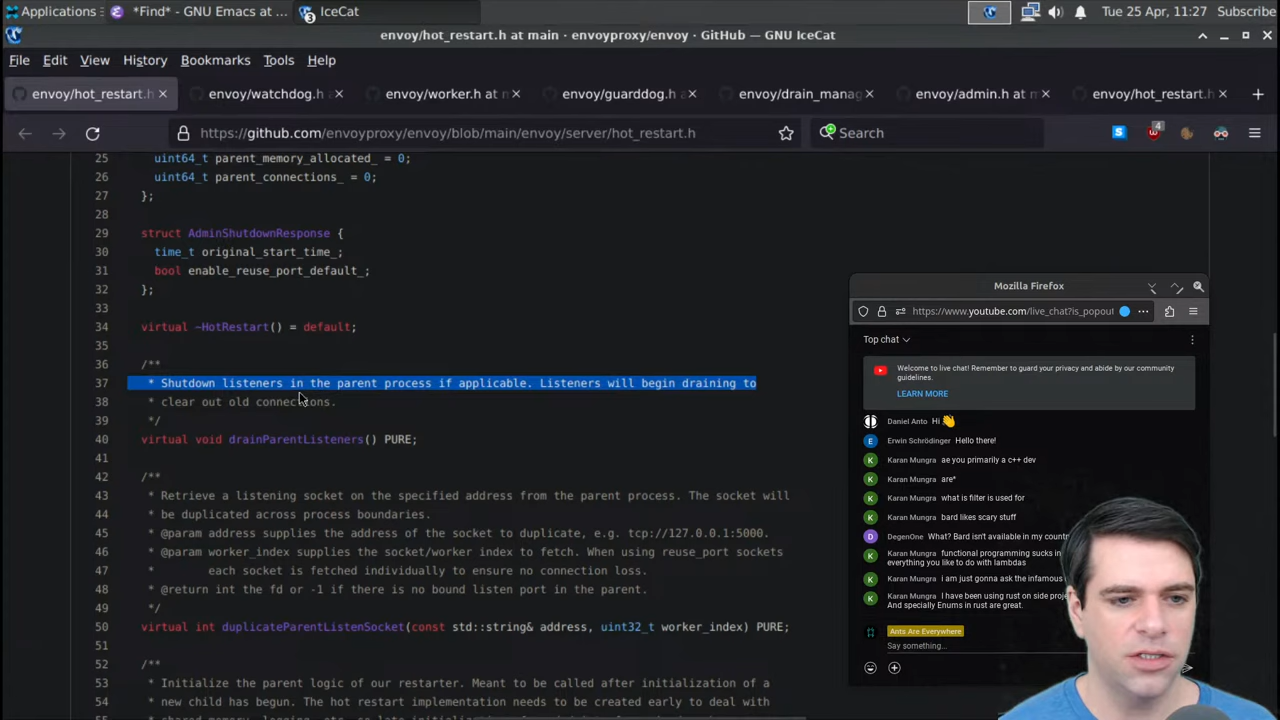 Applications
*Find* - GNU Emacs at ...
3 IceCat
Tue 25 Apr, 11:27 Subscribe
envoy/hot_restart.h at main · envoyproxy/envoy · GitHub — GNU IceCat
File Edit View History Bookmarks Tools Help
envoy/hot_restart.h
envoy/watchdog.h a
envoy/worker.h at m
envoy/guarddog.h a
envoy/drain_manag
envoy/admin.h at m
envoy/hot_restart.h
https://github.com/envoyproxy/envoy/blob/main/envoy/server/hot_restart.h
Search
4
25 uint64_t parent_memory_allocated_ = 0;
26 uint64_t parent_connections_ = 0;
27 };
28
29 struct AdminShutdownResponse {
30 time_t original_start_time_;
31 bool enable_reuse_port_default_;
32 };
33
34 virtual ~HotRestart() = default;
35
36 /**
37 * Shutdown listeners in the parent process if applicable. Listeners will begin draining to
38 * clear out old connections.
39 */
40 virtual void drainParentListeners() PURE;
41
42 /**
43 * Retrieve a listening socket on the specified address from the parent process. The socket will
44 * be duplicated across process boundaries.
45 * @param address supplies the address of the socket to duplicate, e.g. tcp://127.0.0.1:5000.
46 * @param worker_index supplies the socket/worker index to fetch. When using reuse_port sockets
47 * each socket is fetched individually to ensure no connection loss.
48 * @return int the fd or -1 if there is no bound listen port in the parent.
49 */
50 virtual int duplicateParentListenSocket(const std::string& address, uint32_t worker_index) PURE;
51
52 /**
53 * Initialize the parent logic of our restarter. Meant to be called after initialization of a
54 * new child has begun. The hot restart implementation needs to be created early to deal with
Mozilla Firefox
https://www.youtube.com/live_chat?is_popout
Top chat
Welcome to live chat! Remember to guard your privacy and abide by our community
guidelines.
LEARN MORE
Daniel Anto Hi 👋
E Erwin Schrödinger Hello there!
K Karan Mungra ae you primarily a c++ dev
K Karan Mungra are*
K Karan Mungra what is filter is used for
K Karan Mungra bard likes scary stuff
D DegenOne What? Bard isn't available in my count
K Karan Mungra functional programming sucks in
everything you like to do with lambdas
K Karan Mungra i am just gonna ask the infamous
K Karan Mungra I have been using rust on side proje
And specially Enums in rust are great.
Ants Are Everywhere
Say something...